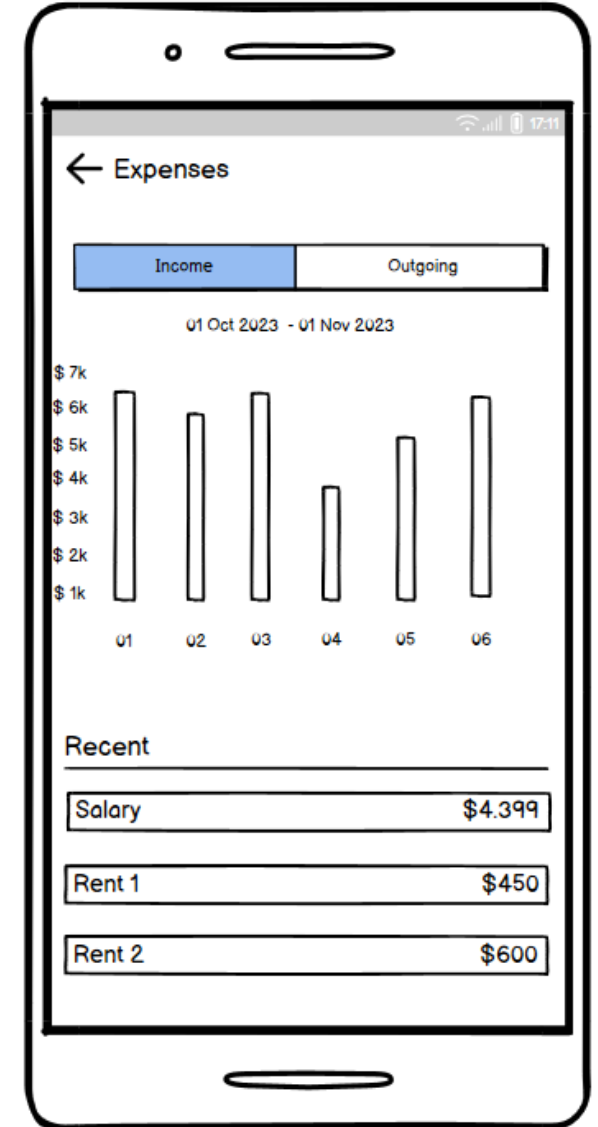 17:11
Expenses
Income Outgoing
01 Oct 2023 - 01 Nov 2023
$ 7k
$ 6k
$ 5k
$ 4k
$ 3k
$ 2k
$ 1k
01 02 03 04 05 06
Recent
Salary $4.399
Rent 1 $450
Rent 2 $600